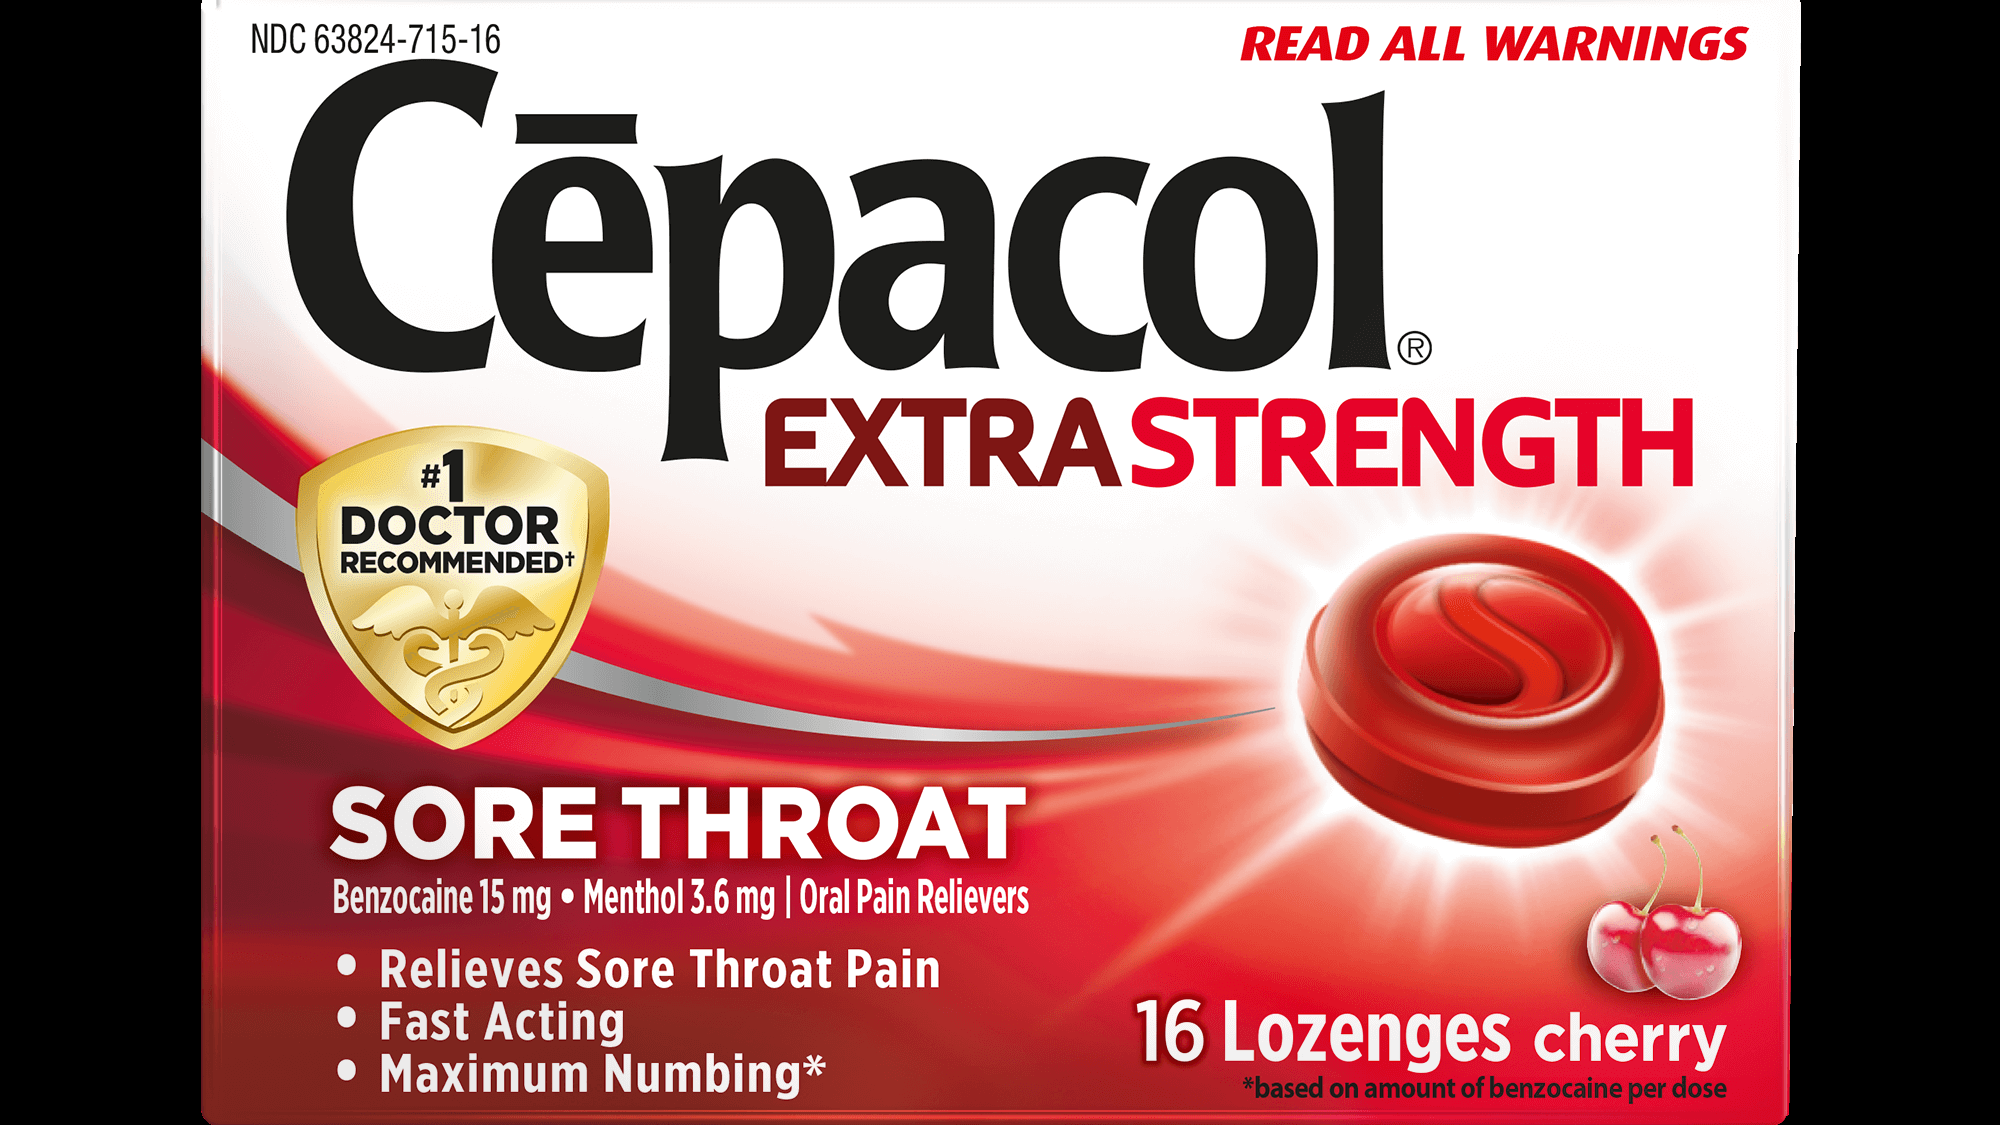 NDC 63824-715-16
READ ALL WARNINGS
Cēpacol®
EXTRASTRENGTH
#1
DOCTOR
RECOMMENDED†
SORE THROAT
Benzocaine 15 mg • Menthol 3.6 mg | Oral Pain Relievers
• Relieves Sore Throat Pain
• Fast Acting
• Maximum Numbing*
16 Lozenges cherry
*based on amount of benzocaine per dose